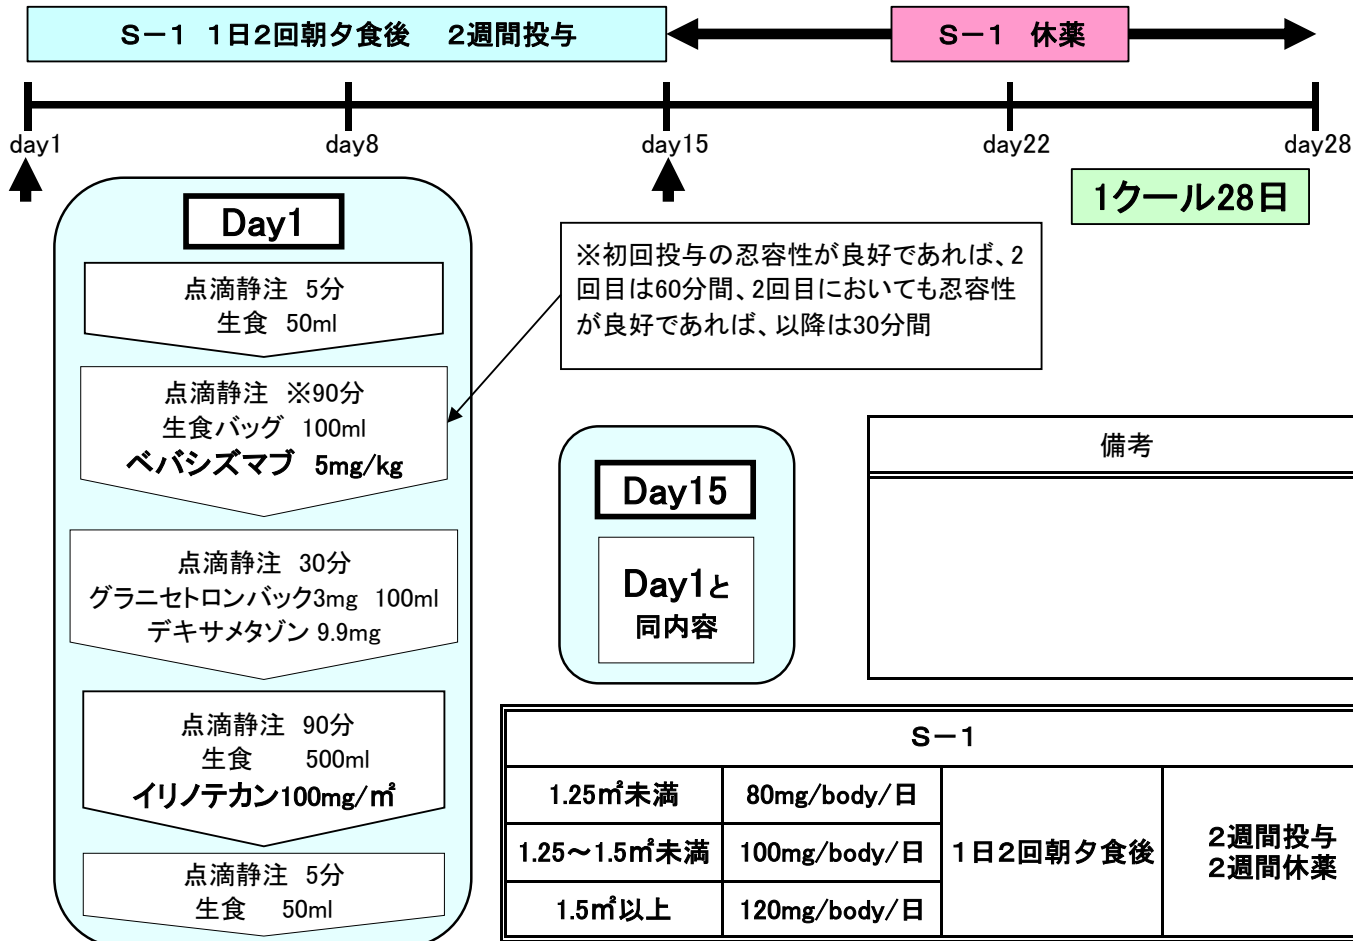 S－1 1日2回朝夕食後　2週間投与
S－1　休薬
day1
day8
day15
day22
day28
1クール28日
Day1
点滴静注 5分
生食 50ml
点滴静注 ※90分
生食バッグ 100ml
ベバシズマブ 5mg/kg
点滴静注 30分
グラニセトロンバック3mg 100ml
デキサメタゾン 9.9mg
点滴静注 90分
生食 500ml
イリノテカン100mg/㎡
点滴静注 5分
生食 50ml
※初回投与の忍容性が良好であれば、2
回目は60分間、2回目においても忍容性
が良好であれば、以降は30分間
Day15
Day1と
同内容
備考
S－1
1.25㎡未満 80mg/body/日
1.25～1.5㎡未満 100mg/body/日
1.5㎡以上 120mg/body/日
1日2回朝夕食後
2週間投与
2週間休薬